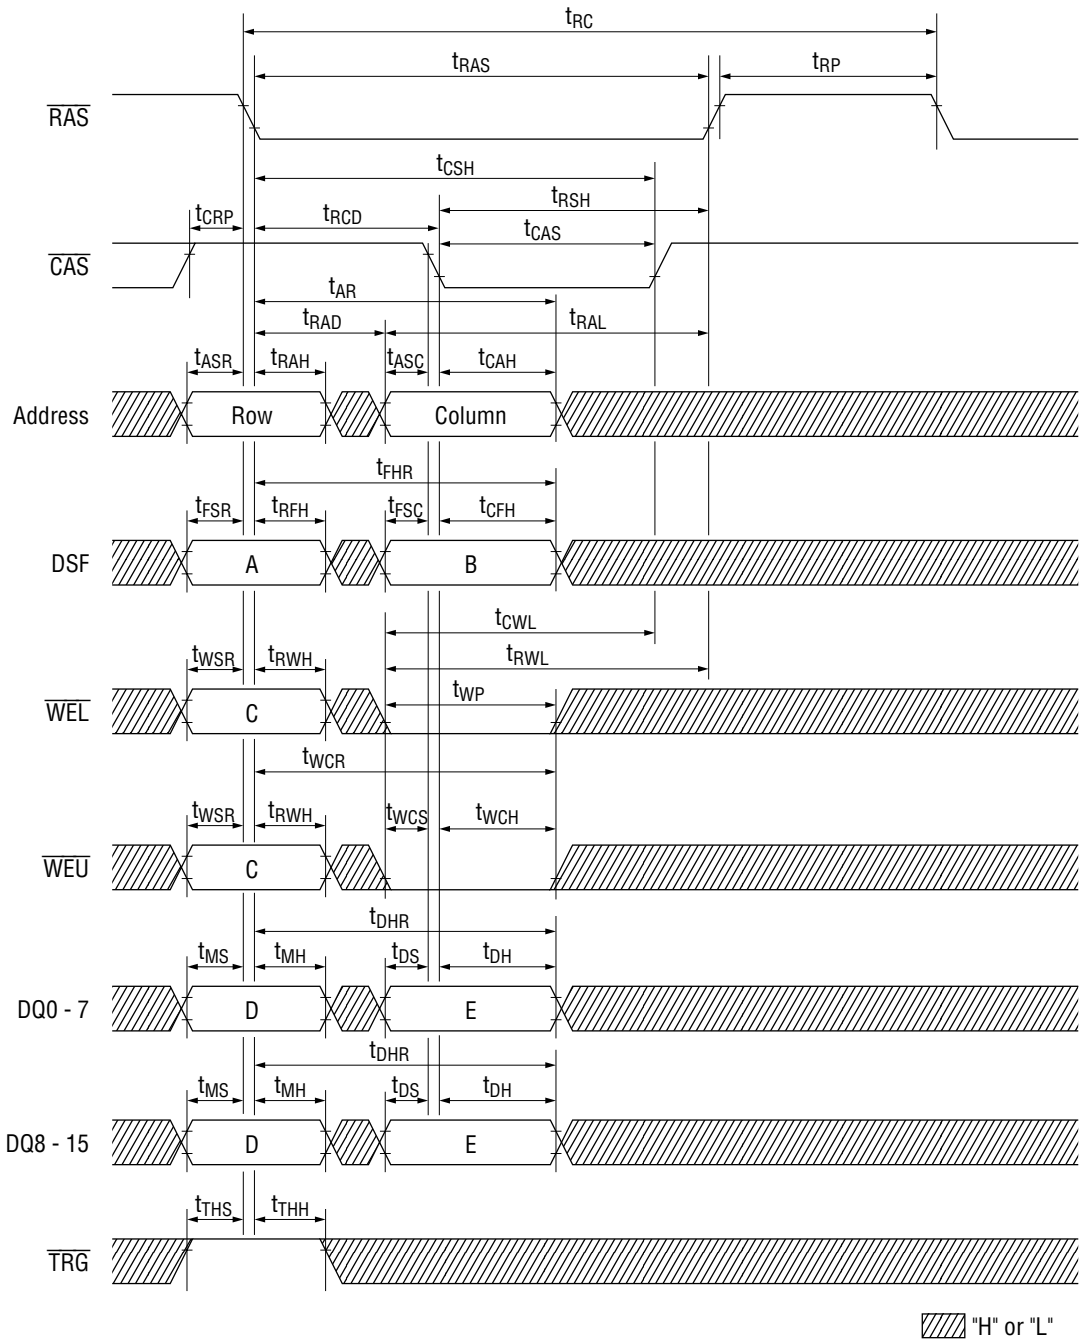 tRC
tRAS tRP
RAS
tCSH
tRSH
tCRP tRCD tCAS
CAS
tAR
tRAD tRAL
tASR tRAH tASC tCAH
Address Row Column
tFHR
tFSR tRFH tFSC tCFH
DSF A B
tCWL
tWSR tRWH tRWL
tWP
WEL C
tWCR
tWSR tRWH tWCS tWCH
WEU C
tDHR
tMS tMH tDS tDH
DQ0 - 7 D E
tDHR
tMS tMH tDS tDH
DQ8 - 15 D E
tTHS tTHH
TRG
"H" or "L"